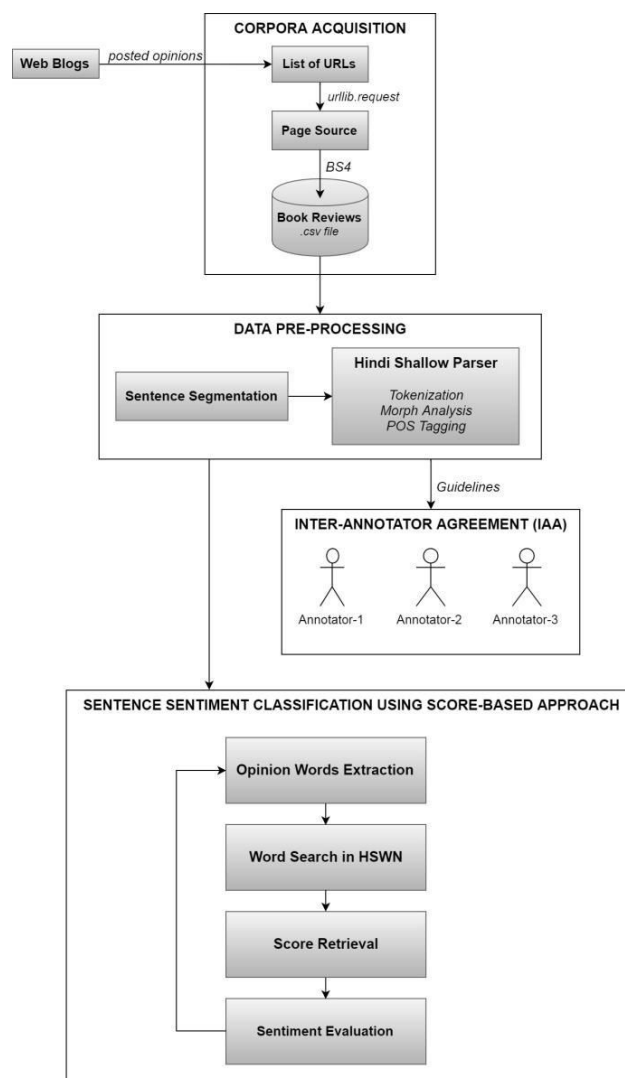 CORPORA ACQUISITION
Web Blogs
posted opinions
List of URLs
urllib.request
Page Source
BS4
Book Reviews
.csv file
DATA PRE-PROCESSING
Sentence Segmentation
Hindi Shallow Parser
Tokenization
Morph Analysis
POS Tagging
Guidelines
INTER-ANNOTATOR AGREEMENT (IAA)
Annotator-1
Annotator-2
Annotator-3
SENTENCE SENTIMENT CLASSIFICATION USING SCORE-BASED APPROACH
Opinion Words Extraction
Word Search in HSWN
Score Retrieval
Sentiment Evaluation